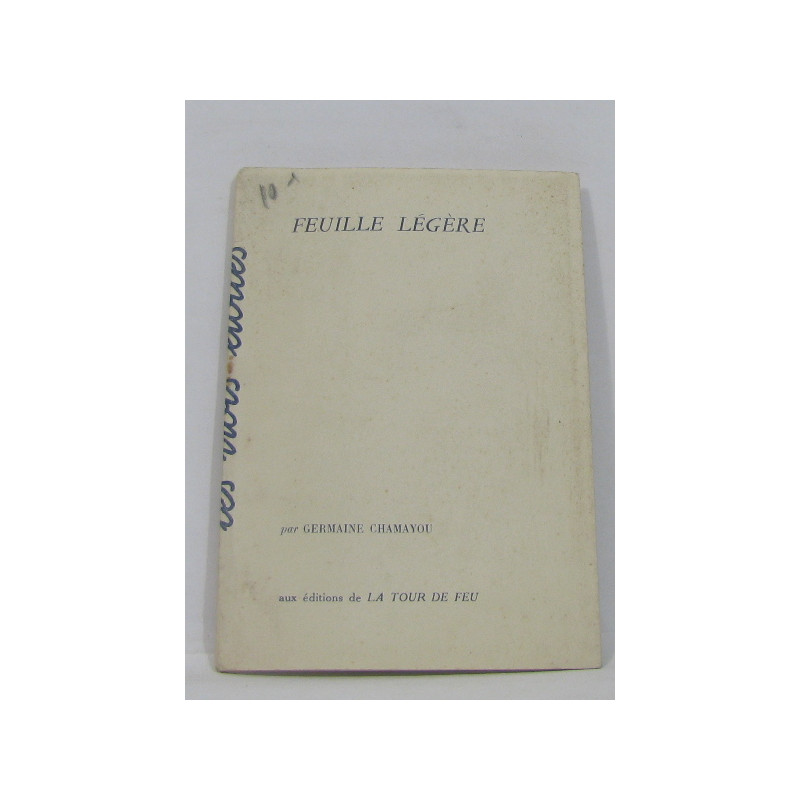 10
FEUILLE LÉGÈRE
par GERMAINE CHAMAYOU
aux éditions de LA TOUR DE FEU